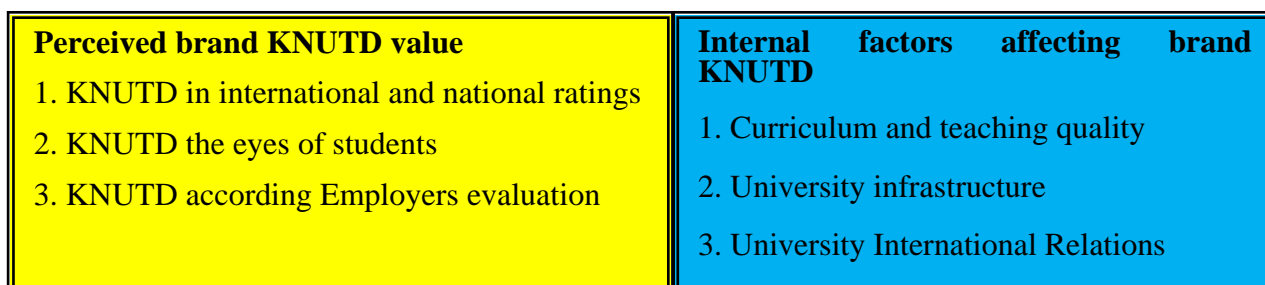 Perceived brand KNUTD value
1. KNUTD in international and national ratings
2. KNUTD the eyes of students
3. KNUTD according Employers evaluation
Internal factors affecting brand
KNUTD
1. Curriculum and teaching quality
2. University infrastructure
3. University International Relations